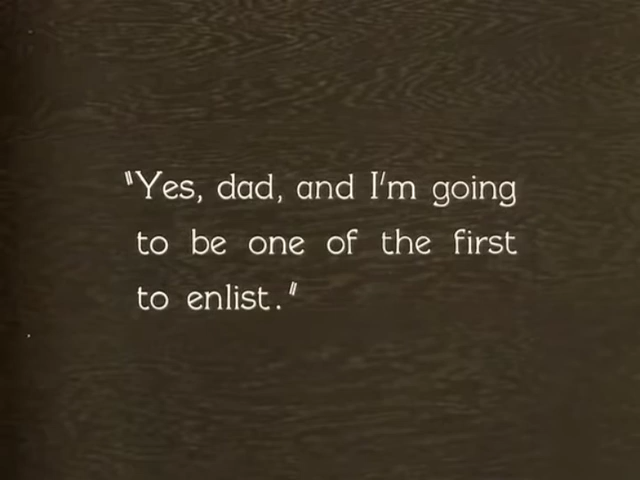 "Yes, dad, and I'm going
to be one of the first
to enlist."